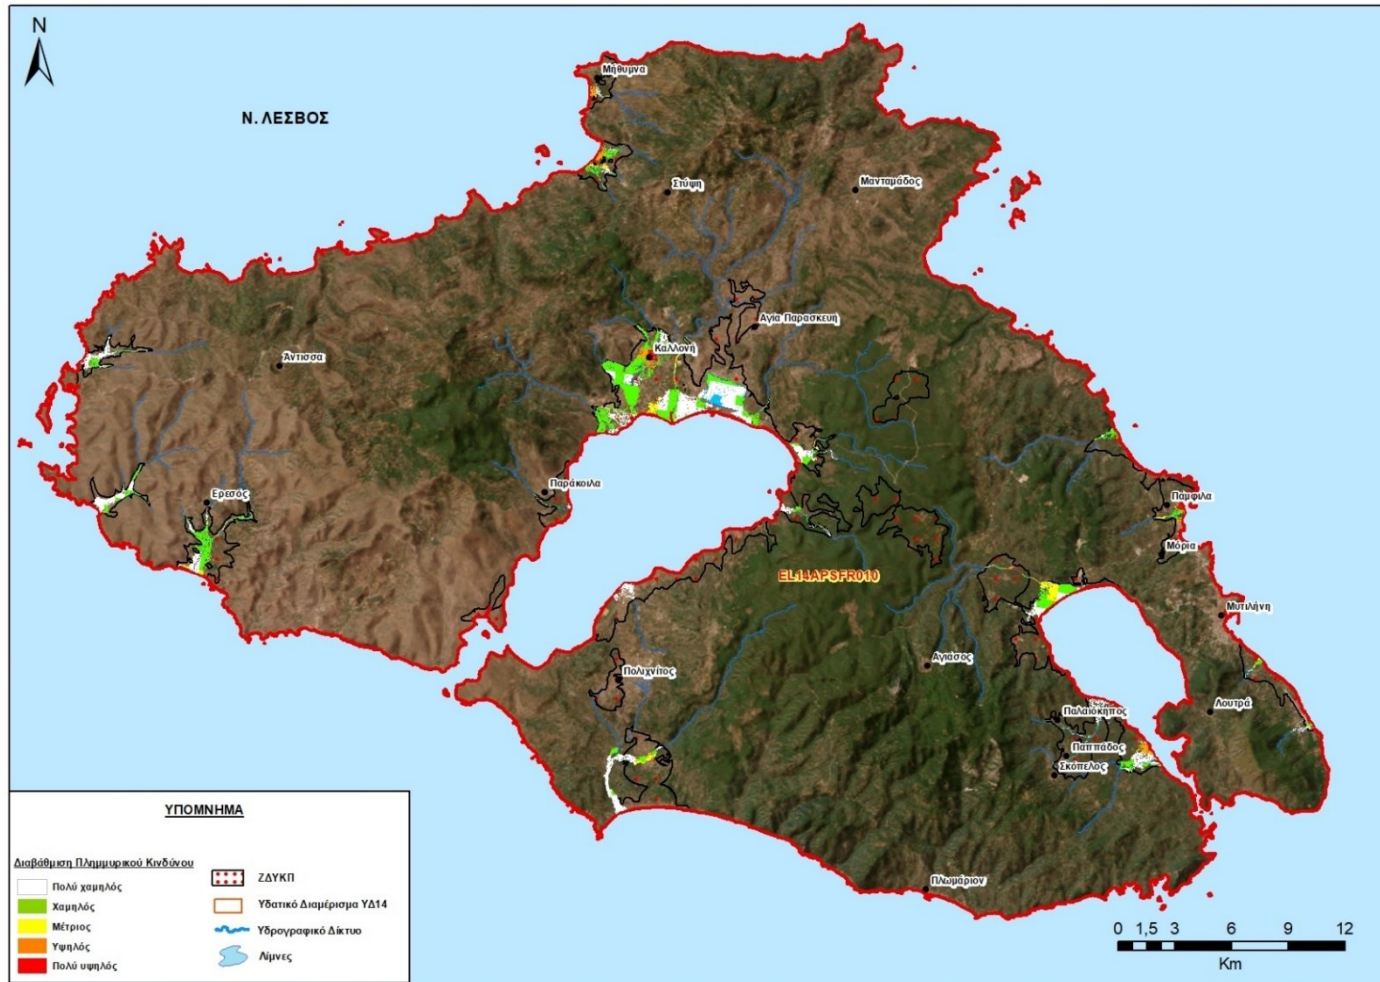 N
Ν. ΛΕΣΒΟΣ
Μήθυμνα
Στύψη
Μανταμάδος
Αγία Παρασκευή
Καλλονή
Άντισσα
Ερεσός
Παράκοιλα
Πάμφιλα
Μόρια
EL14APSFR010
Μυτιλήνη
Αγιάσος
Πολιχνίτος
Παλαιόκηπος
Λουτρά
Παππάδος
Σκόπελος
Πλωμάριον
ΥΠΟΜΝΗΜΑ
Διαβάθμιση Πλημμυρικού Κινδύνου
Πολύ χαμηλός
Χαμηλός
Μέτριος
Υψηλός
Πολύ υψηλός
ΖΔΥΚΠ
Υδατικό Διαμέρισμα ΥΔ14
Υδρογραφικό Δίκτυο
Λίμνες
0 1,5 3 6 9 12
Km